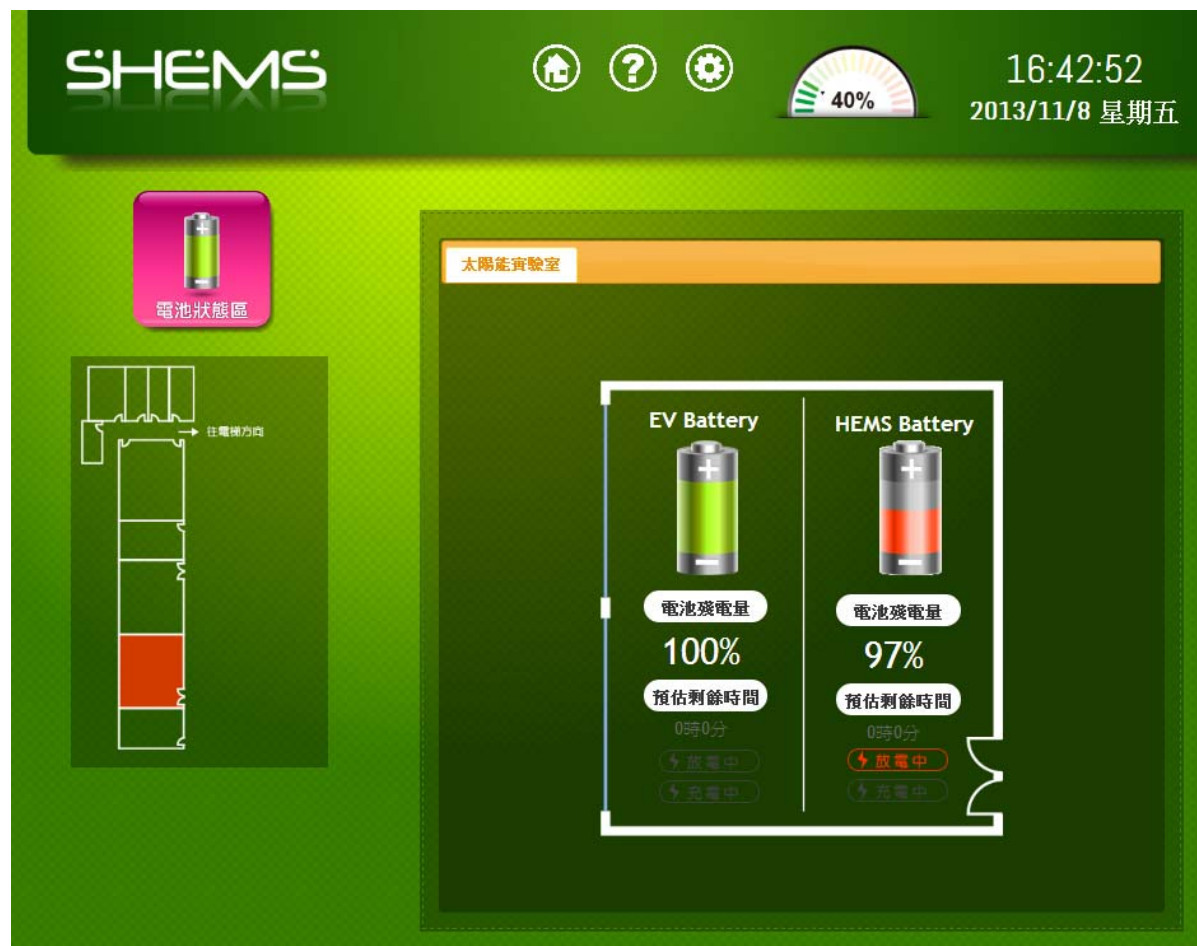 SHEMS
40%
16:42:52
2013/11/8 星期五
電池狀態區
往電梯方向
太陽能實驗室
EV Battery
電池殘電量
100%
預估剩餘時間
0時0分
放電中
充電中
HEMS Battery
電池殘電量
97%
預估剩餘時間
0時0分
放電中
充電中